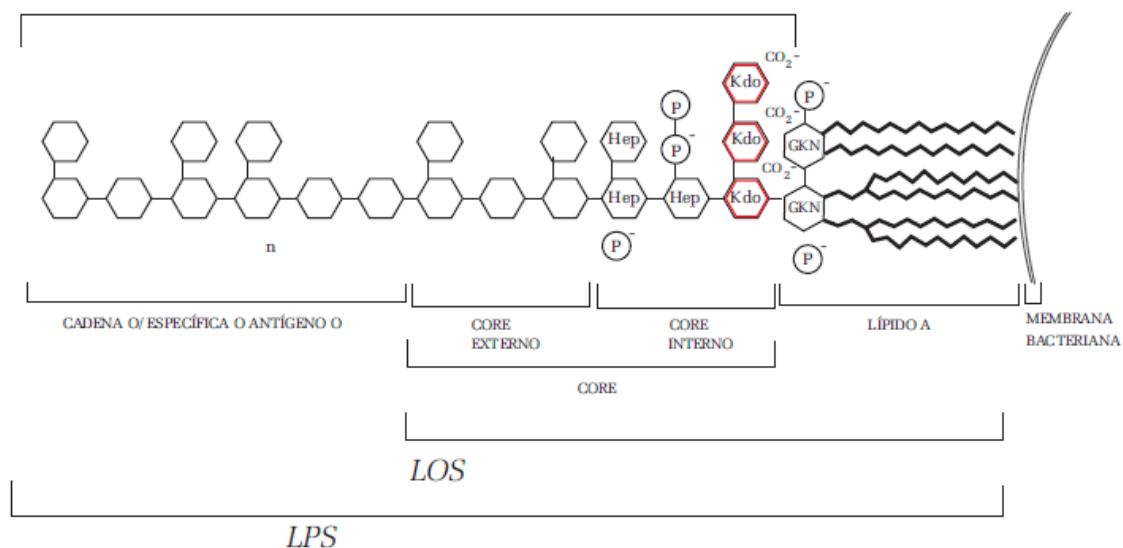 CO2⁻
Kdo
P⁻
P
CO2⁻
Hep
P⁻
Kdo
GKN
CO2⁻
Hep
Hep
Kdo
GKN
n
P⁻
P⁻
CADENA O/ ESPECÍFICA O ANTÍGENO O
CORE
EXTERNO
CORE
INTERNO
LÍPIDO A
MEMBRANA
BACTERIANA
CORE
LOS
LPS